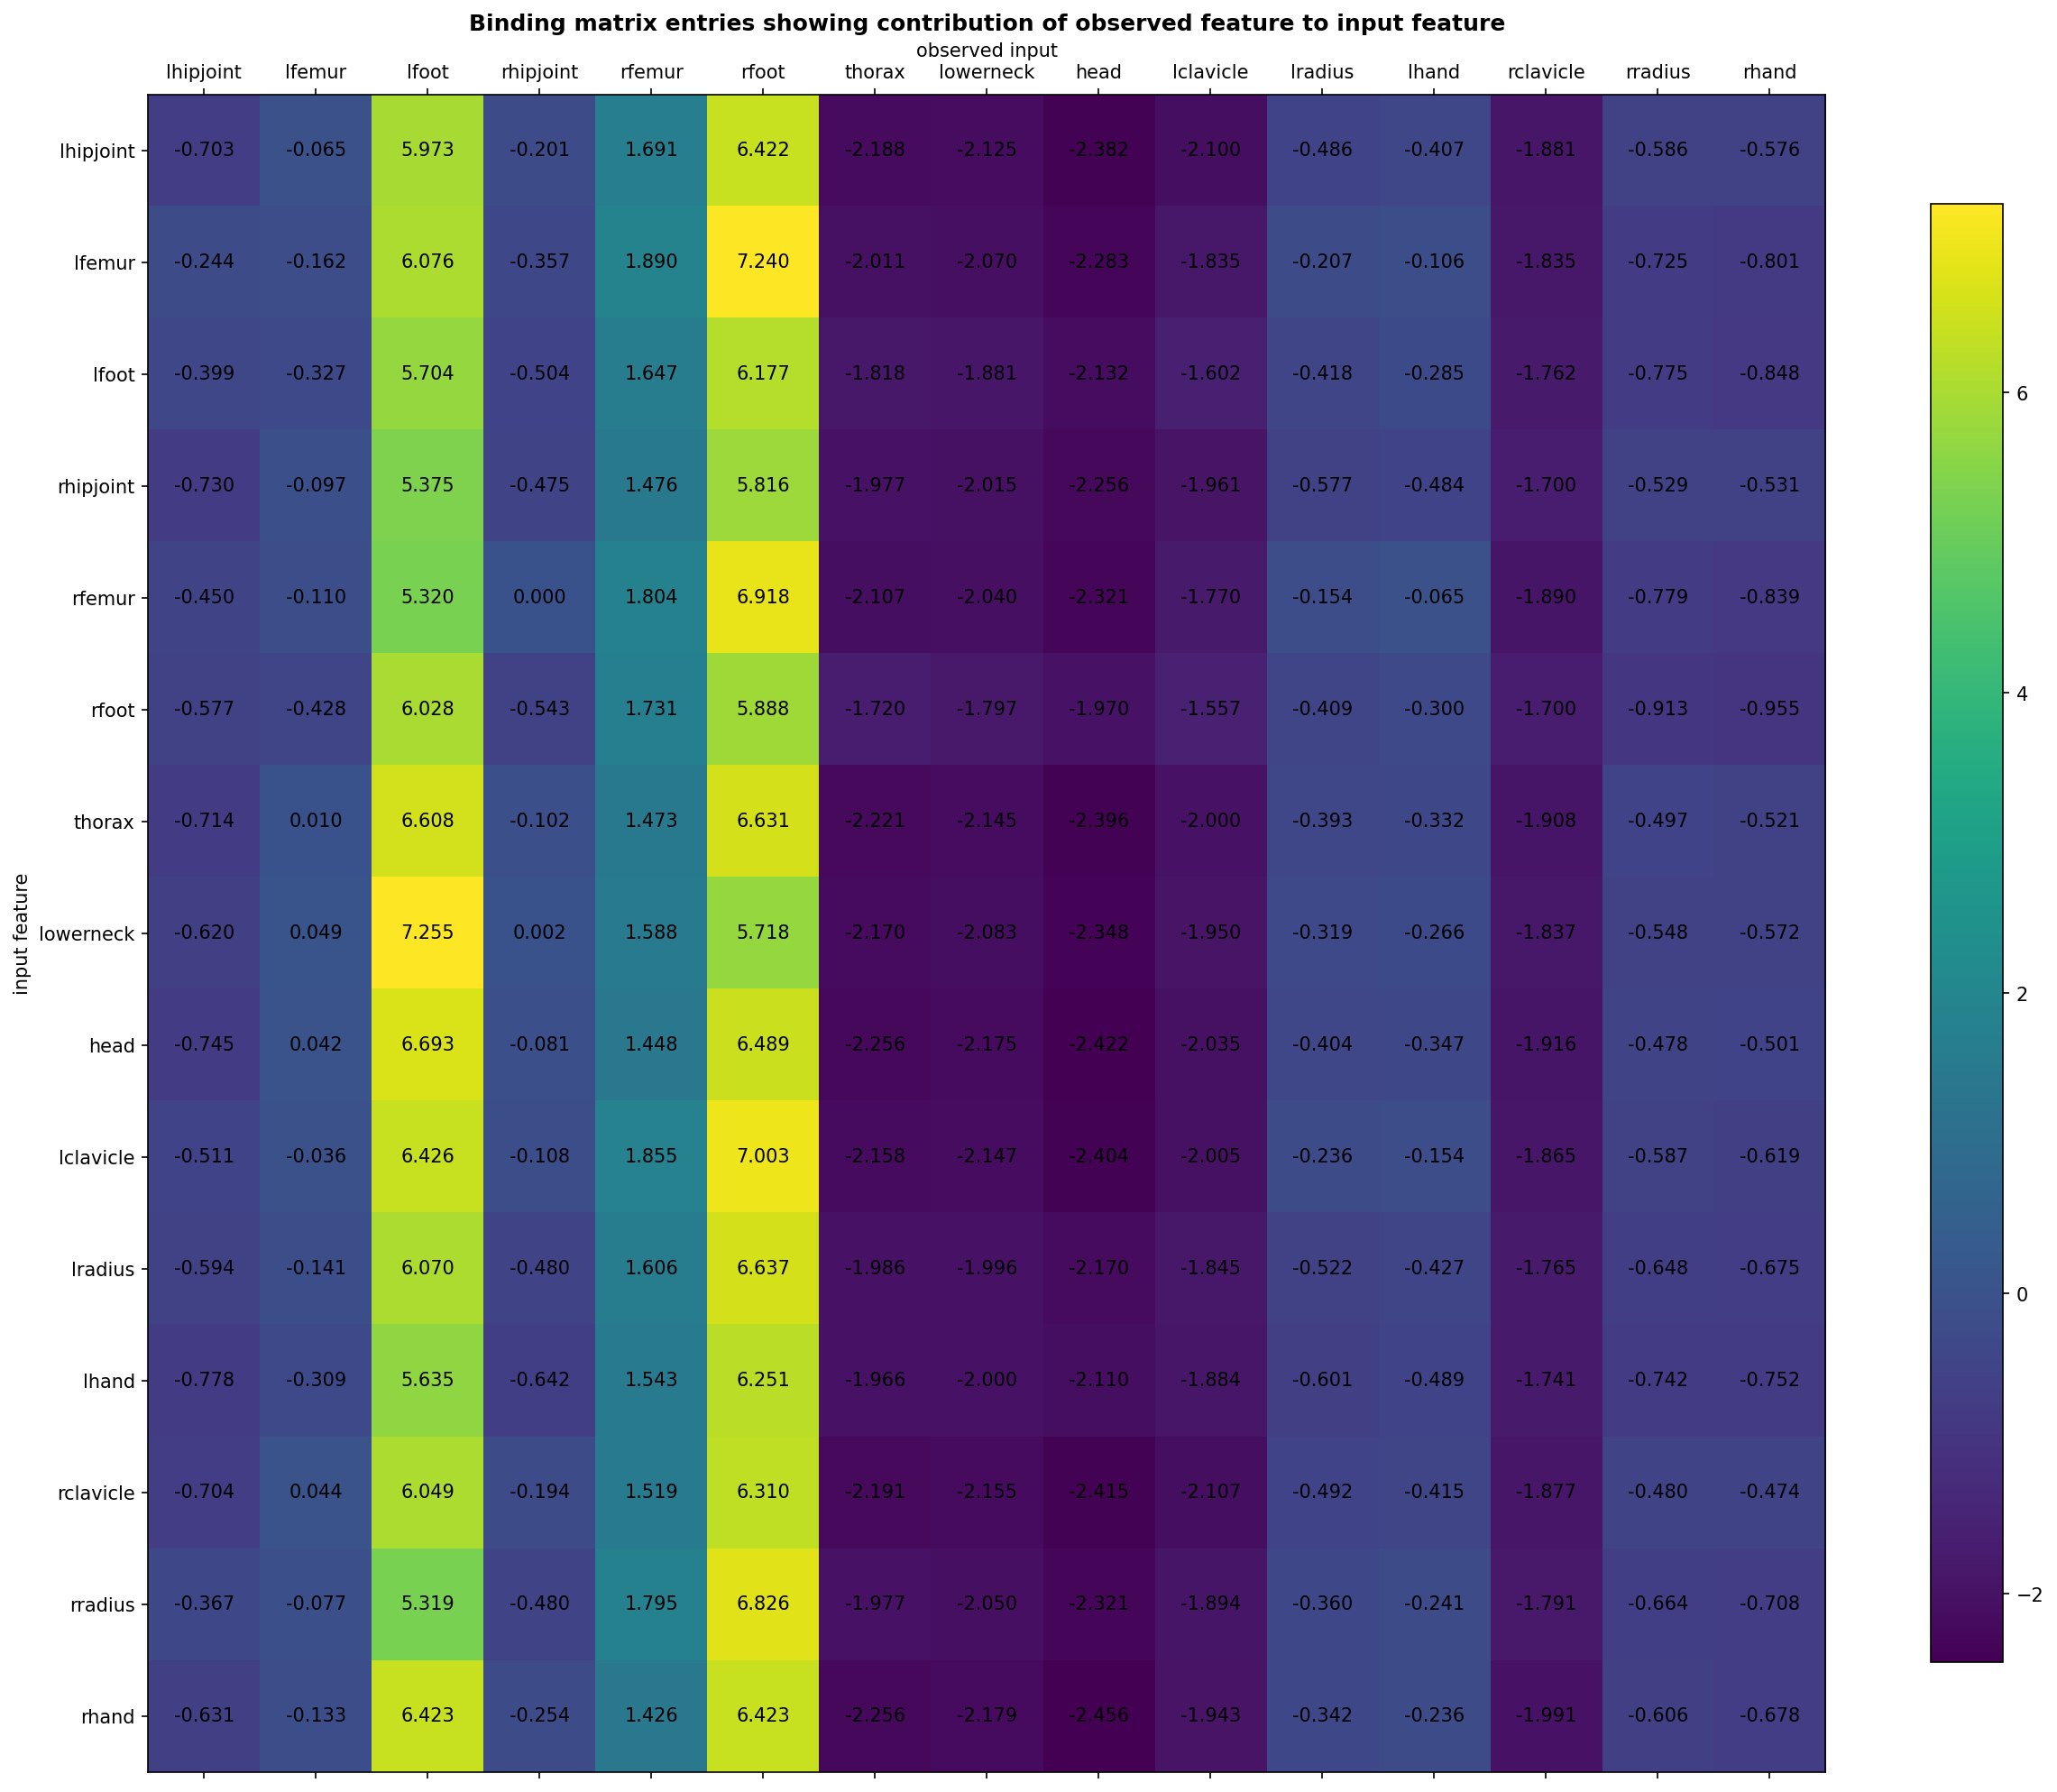 Binding matrix entries showing contribution of observed feature to input feature
observed input
lhipjoint lfemur lfoot rhipjoint rfemur rfoot thorax lowerneck head lclavicle lradius lhand rclavicle rradius rhand
lhipjoint -0.703 -0.065 5.973 -0.201 1.691 6.422 -2.188 -2.125 -2.382 -2.100 -0.486 -0.407 -1.881 -0.586 -0.576
lfemur -0.244 -0.162 6.076 -0.357 1.890 7.240 -2.011 -2.070 -2.283 -1.835 -0.207 -0.106 -1.835 -0.725 -0.801
lfoot -0.399 -0.327 5.704 -0.504 1.647 6.177 -1.818 -1.881 -2.132 -1.602 -0.418 -0.285 -1.762 -0.775 -0.848
6
rhipjoint -0.730 -0.097 5.375 -0.475 1.476 5.816 -1.977 -2.015 -2.256 -1.961 -0.577 -0.484 -1.700 -0.529 -0.531
rfemur -0.450 -0.110 5.320 0.000 1.804 6.918 -2.107 -2.040 -2.321 -1.770 -0.154 -0.065 -1.890 -0.779 -0.839
4
rfoot -0.577 -0.428 6.028 -0.543 1.731 5.888 -1.720 -1.797 -1.970 -1.557 -0.409 -0.300 -1.700 -0.913 -0.955
thorax -0.714 0.010 6.608 -0.102 1.473 6.631 -2.221 -2.145 -2.396 -2.000 -0.393 -0.332 -1.908 -0.497 -0.521
input feature
lowerneck -0.620 0.049 7.255 0.002 1.588 5.718 -2.170 -2.083 -2.348 -1.950 -0.319 -0.266 -1.837 -0.548 -0.572
2
head -0.745 0.042 6.693 -0.081 1.448 6.489 -2.256 -2.175 -2.422 -2.035 -0.404 -0.347 -1.916 -0.478 -0.501
lclavicle -0.511 -0.036 6.426 -0.108 1.855 7.003 -2.158 -2.147 -2.404 -2.005 -0.236 -0.154 -1.865 -0.587 -0.619
lradius -0.594 -0.141 6.070 -0.480 1.606 6.637 -1.986 -1.996 -2.170 -1.845 -0.522 -0.427 -1.765 -0.648 -0.675
0
lhand -0.778 -0.309 5.635 -0.642 1.543 6.251 -1.966 -2.000 -2.110 -1.884 -0.601 -0.489 -1.741 -0.742 -0.752
rclavicle -0.704 0.044 6.049 -0.194 1.519 6.310 -2.191 -2.155 -2.415 -2.107 -0.492 -0.415 -1.877 -0.480 -0.474
rradius -0.367 -0.077 5.319 -0.480 1.795 6.826 -1.977 -2.050 -2.321 -1.894 -0.360 -0.241 -1.791 -0.664 -0.708
−2
rhand -0.631 -0.133 6.423 -0.254 1.426 6.423 -2.256 -2.179 -2.456 -1.943 -0.342 -0.236 -1.991 -0.606 -0.678